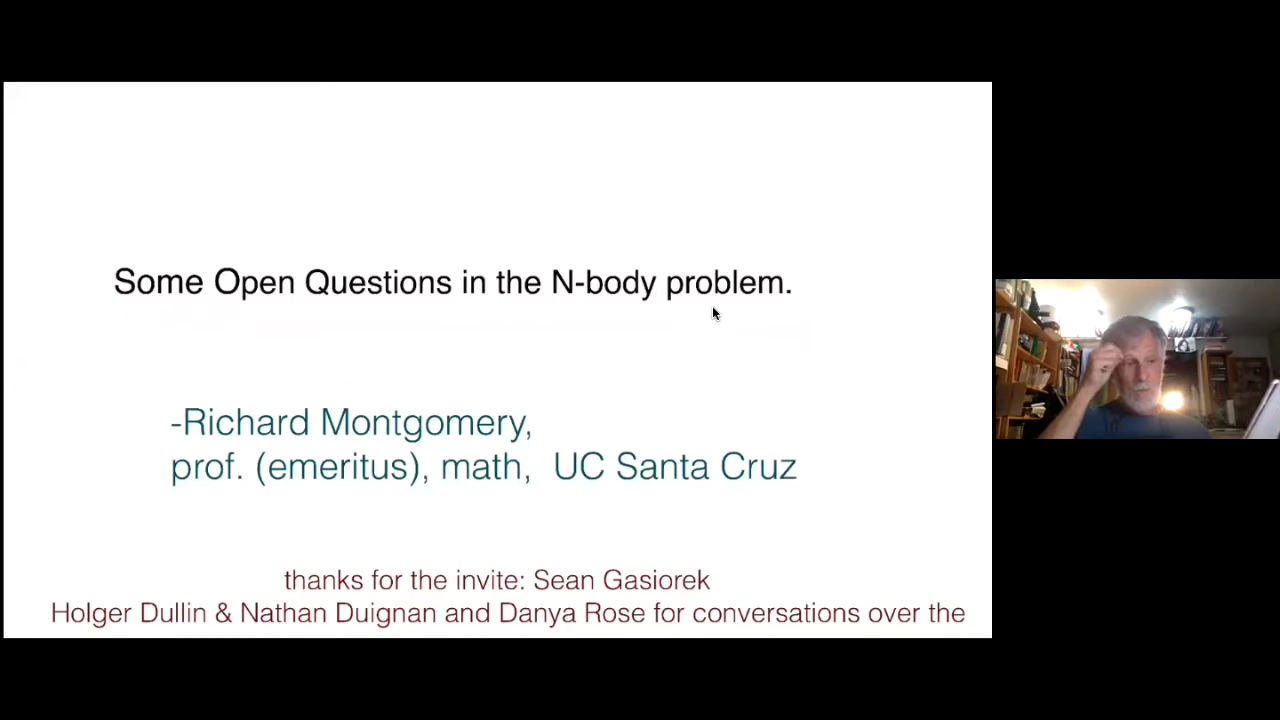 Some Open Questions in the N-body problem.
-Richard Montgomery,
prof. (emeritus), math, UC Santa Cruz
thanks for the invite: Sean Gasiorek
Holger Dullin & Nathan Duignan and Danya Rose for conversations over the